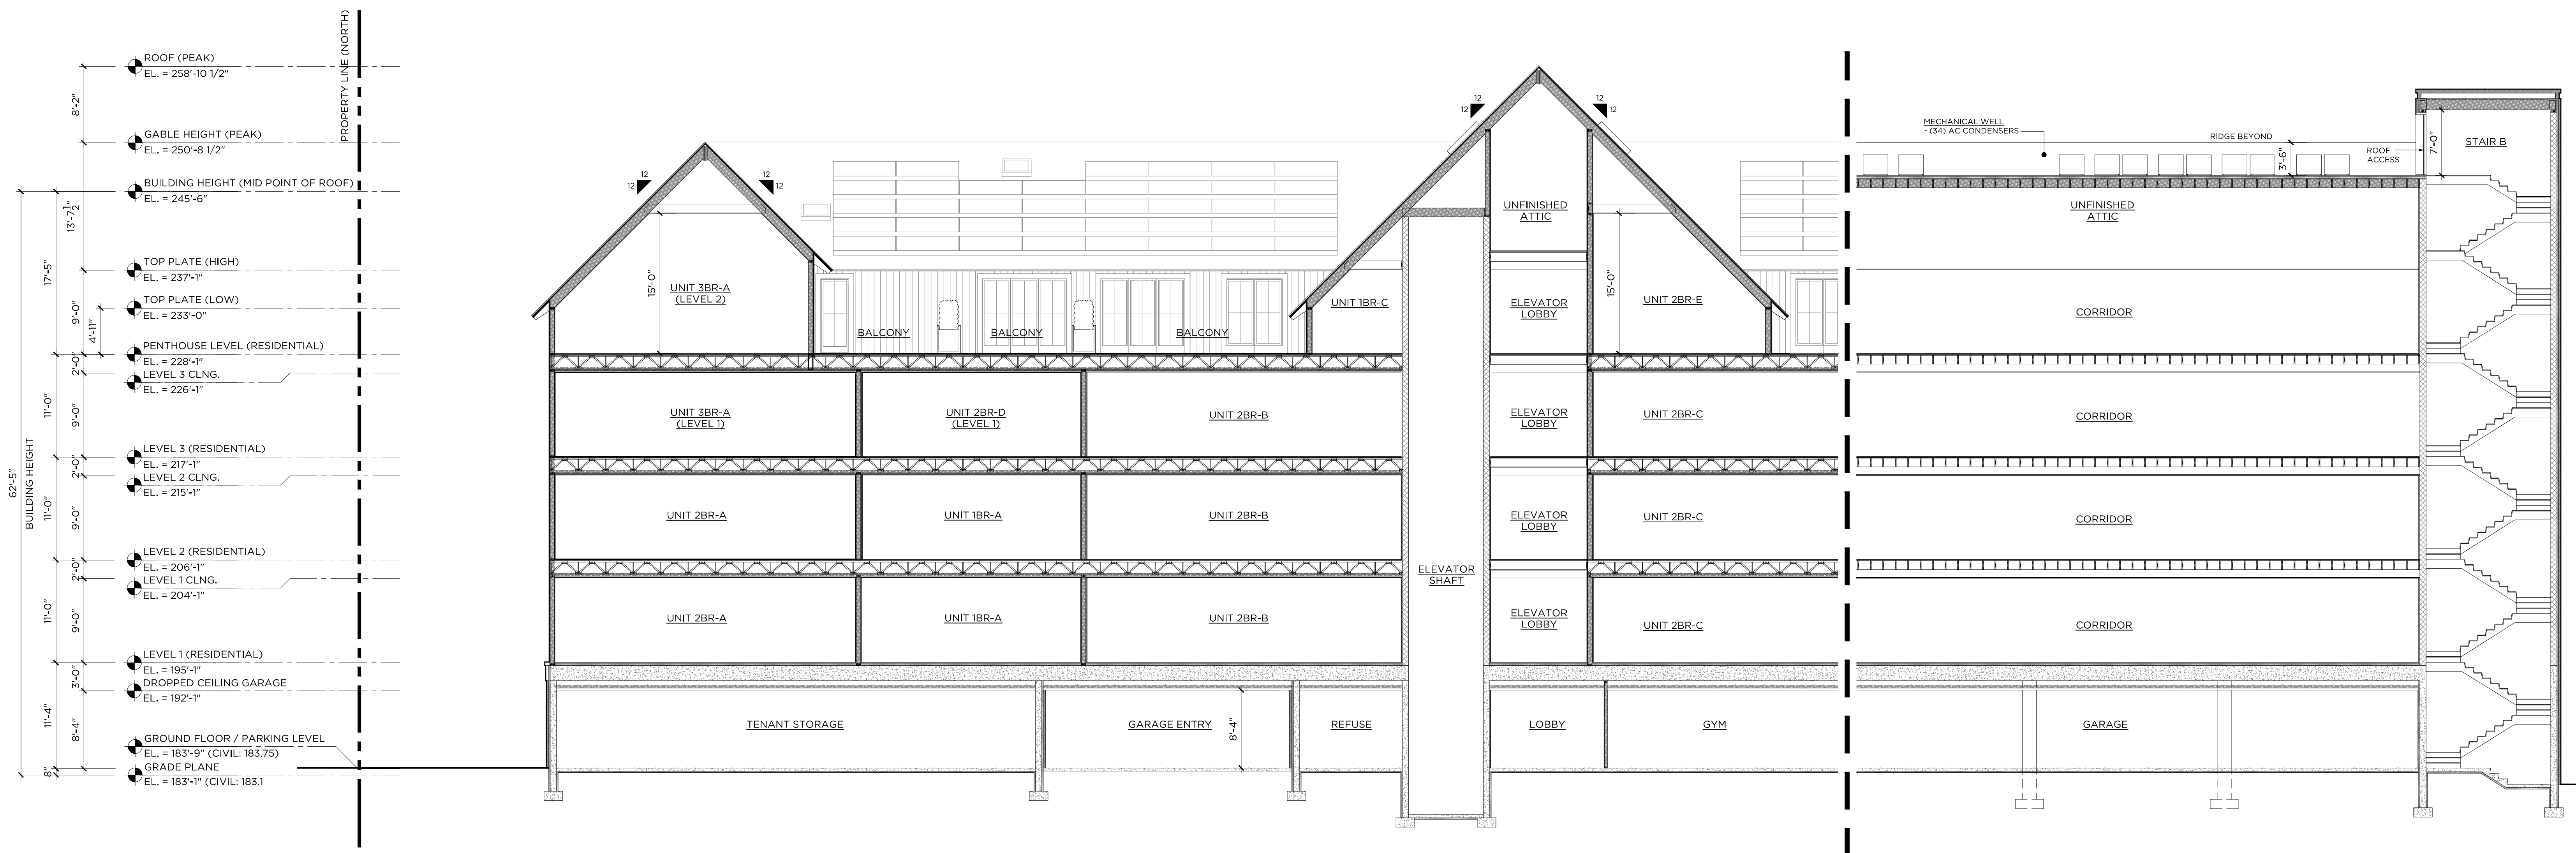 PROPERTY LINE (NORTH)
ROOF (PEAK)
EL. = 258'-10 1/2"
GABLE HEIGHT (PEAK)
EL. = 250'-8 1/2"
BUILDING HEIGHT (MID POINT OF ROOF)
EL. = 245'-6"
TOP PLATE (HIGH)
EL. = 237'-1"
TOP PLATE (LOW)
EL. = 233'-0"
PENTHOUSE LEVEL (RESIDENTIAL)
EL. = 228'-1"
LEVEL 3 CLNG.
EL. = 226'-1"
LEVEL 3 (RESIDENTIAL)
EL. = 217'-1"
LEVEL 2 CLNG.
EL. = 215'-1"
LEVEL 2 (RESIDENTIAL)
EL. = 206'-1"
LEVEL 1 CLNG.
EL. = 204'-1"
LEVEL 1 (RESIDENTIAL)
EL. = 195'-1"
DROPPED CEILING GARAGE
EL. = 192'-1"
GROUND FLOOR / PARKING LEVEL
EL. = 183'-9" (CIVIL: 183.75)
GRADE PLANE
EL. = 183'-1" (CIVIL: 183.1
62'-5"
BUILDING HEIGHT
17'-5"
11'-0"
11'-0"
11'-0"
11'-4"
8"
8'-2"
13'-7 1/2"
9'-0"
4'-11"
2'-0"
9'-0"
2'-0"
9'-0"
2'-0"
9'-0"
3'-0"
8'-4"
12
12
12
12
12
12
12
12
MECHANICAL WELL
- (34) AC CONDENSERS
RIDGE BEYOND
3'-6"
ROOF
ACCESS
7'-0"
STAIR B
UNFINISHED
ATTIC
UNFINISHED
ATTIC
15'-0"
UNIT 3BR-A
(LEVEL 2)
BALCONY
BALCONY
BALCONY
UNIT 1BR-C
ELEVATOR
LOBBY
15'-0"
UNIT 2BR-E
CORRIDOR
UNIT 3BR-A
(LEVEL 1)
UNIT 2BR-D
(LEVEL 1)
UNIT 2BR-B
ELEVATOR
LOBBY
UNIT 2BR-C
CORRIDOR
UNIT 2BR-A
UNIT 1BR-A
UNIT 2BR-B
ELEVATOR
LOBBY
UNIT 2BR-C
CORRIDOR
ELEVATOR
SHAFT
UNIT 2BR-A
UNIT 1BR-A
UNIT 2BR-B
ELEVATOR
LOBBY
UNIT 2BR-C
CORRIDOR
TENANT STORAGE
GARAGE ENTRY
8'-4"
REFUSE
LOBBY
GYM
GARAGE